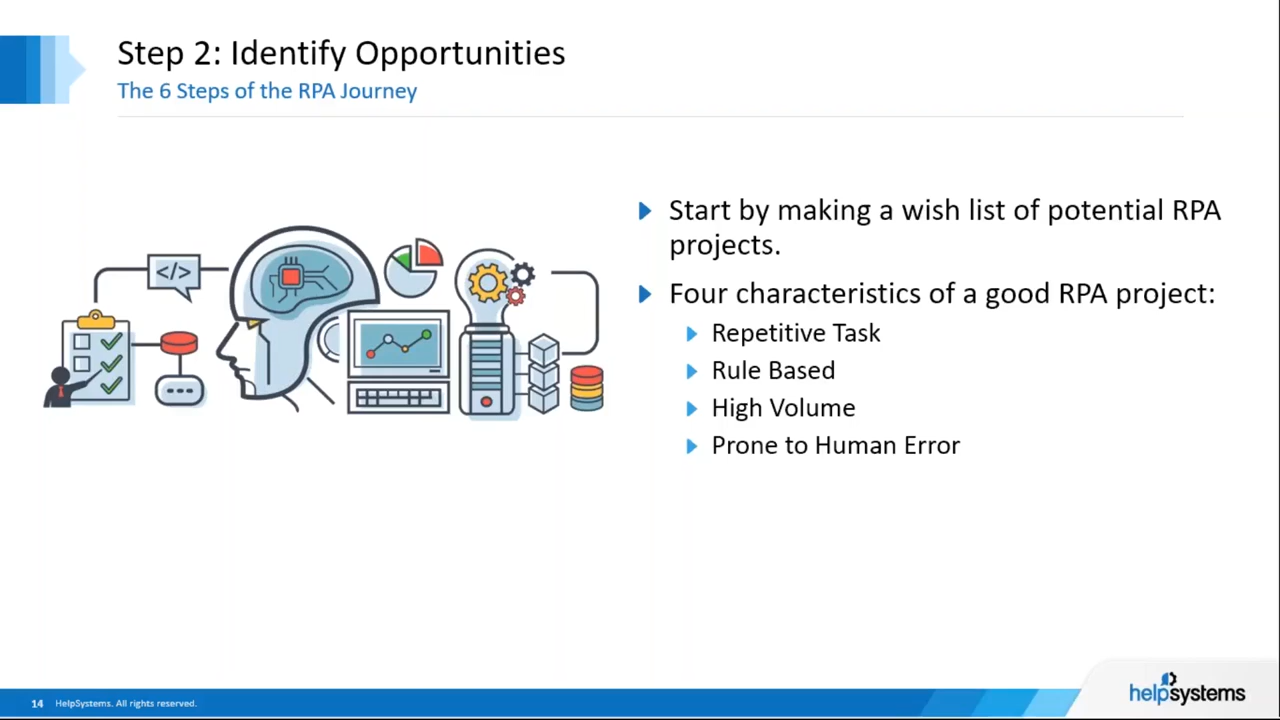 Step 2: Identify Opportunities
The 6 Steps of the RPA Journey
</>
Start by making a wish list of potential RPA
projects.
Four characteristics of a good RPA project:
Repetitive Task
Rule Based
High Volume
Prone to Human Error
14 HelpSystems. All rights reserved.
helpsystems